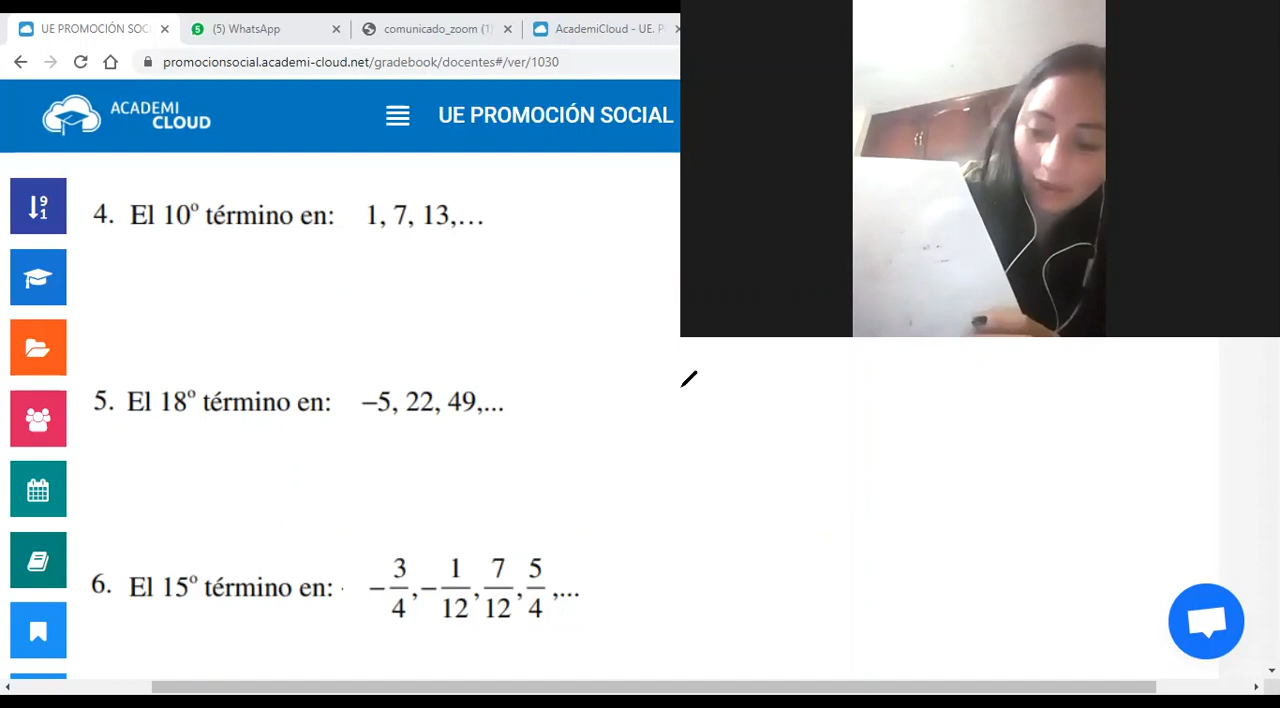 UE PROMOCIÓN SOC
(5) WhatsApp
comunicado_zoom (1)
AcademiCloud - UE. P
promocionsocial.academi-cloud.net/gradebook/docentes#/ver/1030
ACADEMI
CLOUD
UE PROMOCIÓN SOCIAL
4. El 10º término en: 1, 7, 13,...
5. El 18º término en: –5, 22, 49,...
6. El 15º término en: -3/4, -1/12, 7/12, 5/4,...